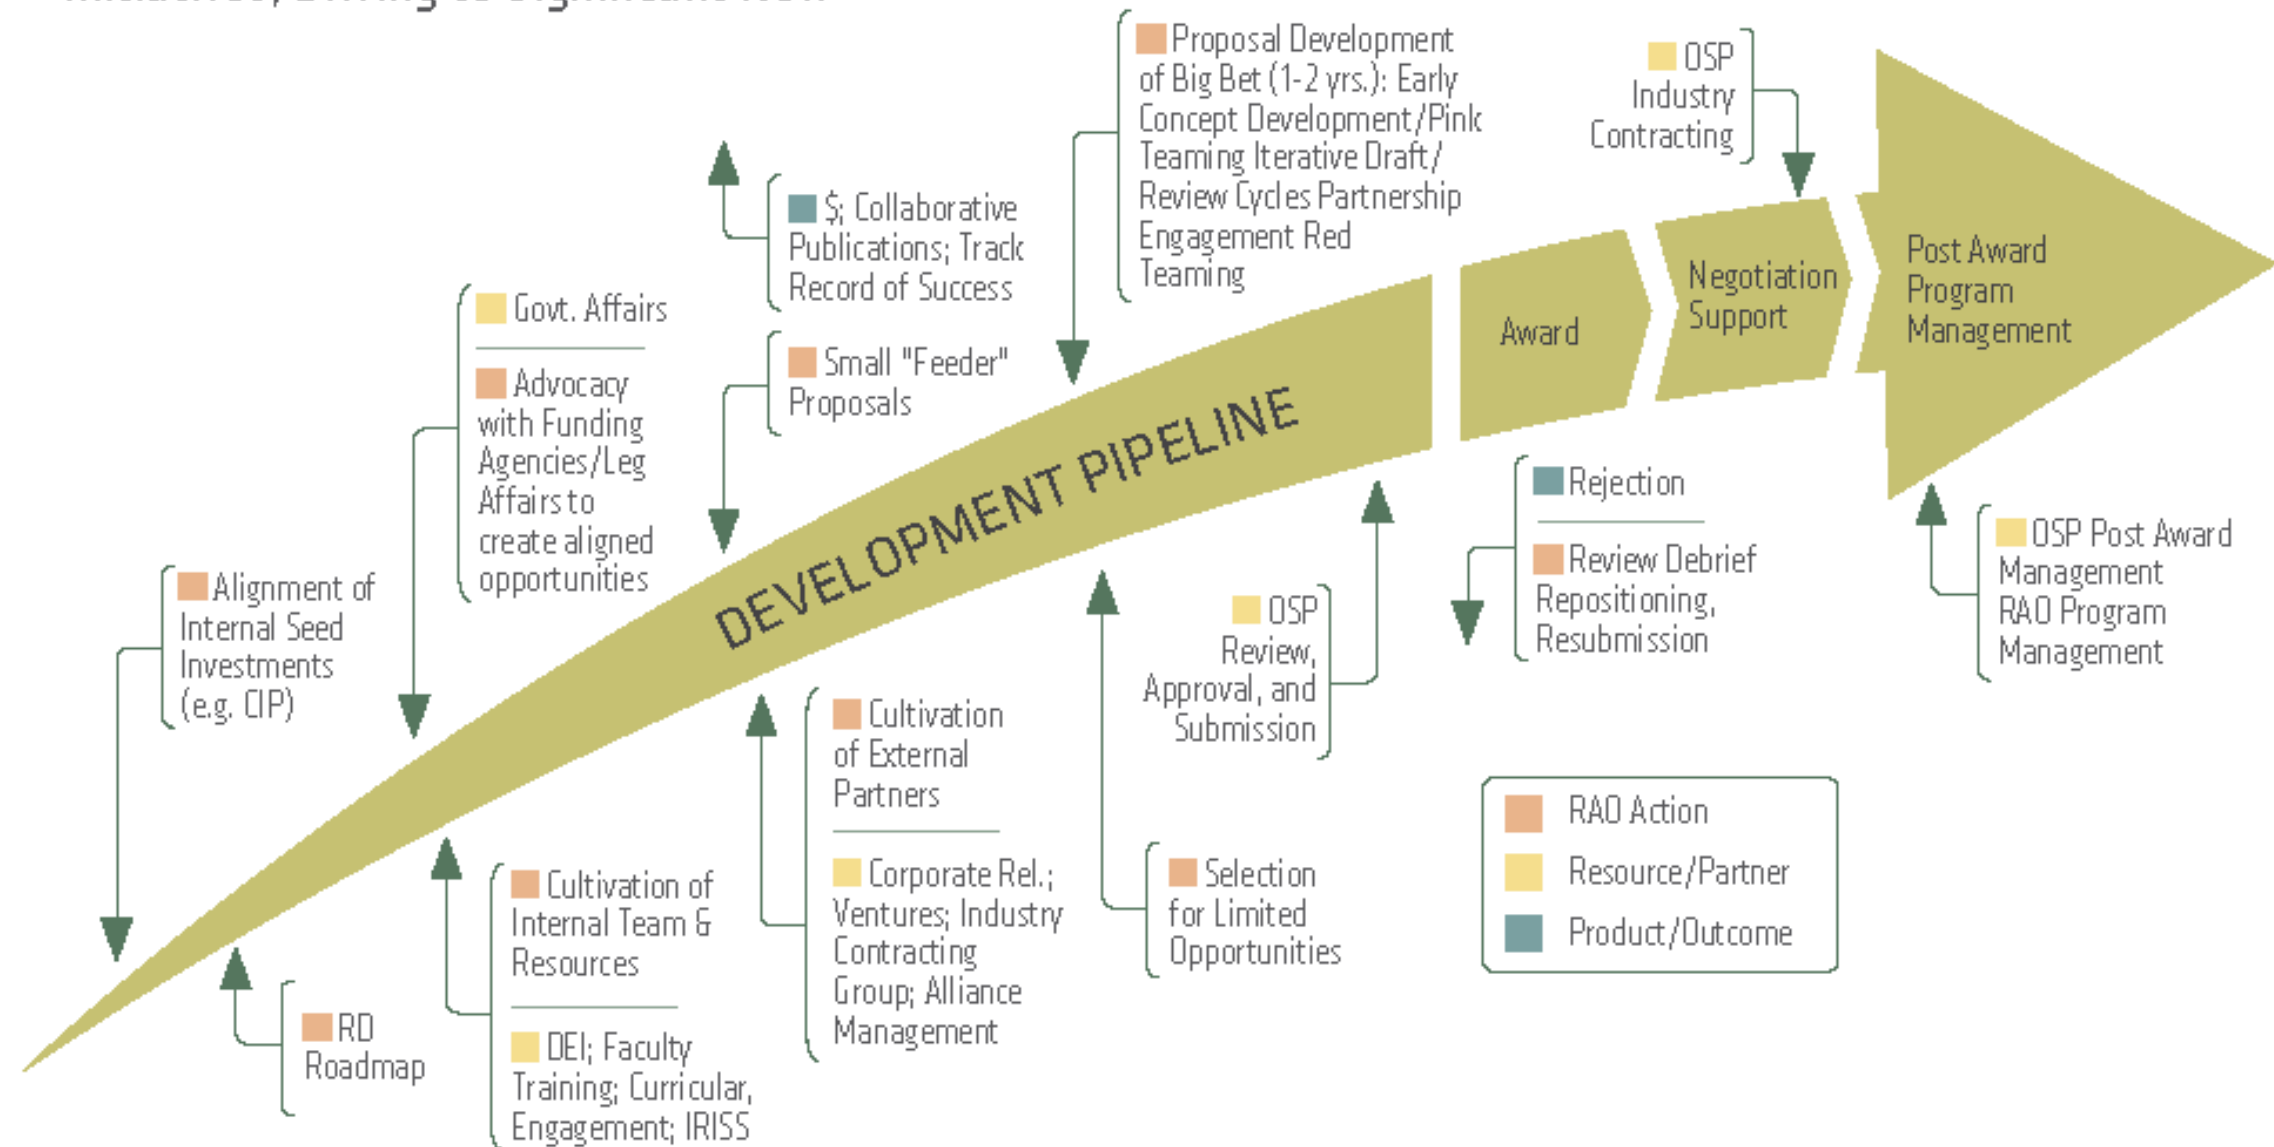 Proposal Development
of Big Bet (1-2 yrs.): Early
Concept Development/Pink
Teaming Iterative Draft/
Review Cycles Partnership
Engagement Red
Teaming
OSP
Industry
Contracting
$; Collaborative
Publications; Track
Record of Success
Govt. Affairs
Advocacy
with Funding
Agencies/Leg
Affairs to
create aligned
opportunities
Small "Feeder"
Proposals
Alignment of
Internal Seed
Investments
(e.g. CIP)
DEVELOPMENT PIPELINE
Award
Negotiation
Support
Post Award
Program
Management
RD
Roadmap
Cultivation of
Internal Team &
Resources
DEI; Faculty
Training; Curricular,
Engagement; IRISS
Cultivation
of External
Partners
Corporate Rel.;
Ventures; Industry
Contracting
Group; Alliance
Management
Selection
for Limited
Opportunities
OSP
Review,
Approval, and
Submission
Rejection
Review Debrief
Repositioning,
Resubmission
OSP Post Award
Management
RAO Program
Management
RAO Action
Resource/Partner
Product/Outcome